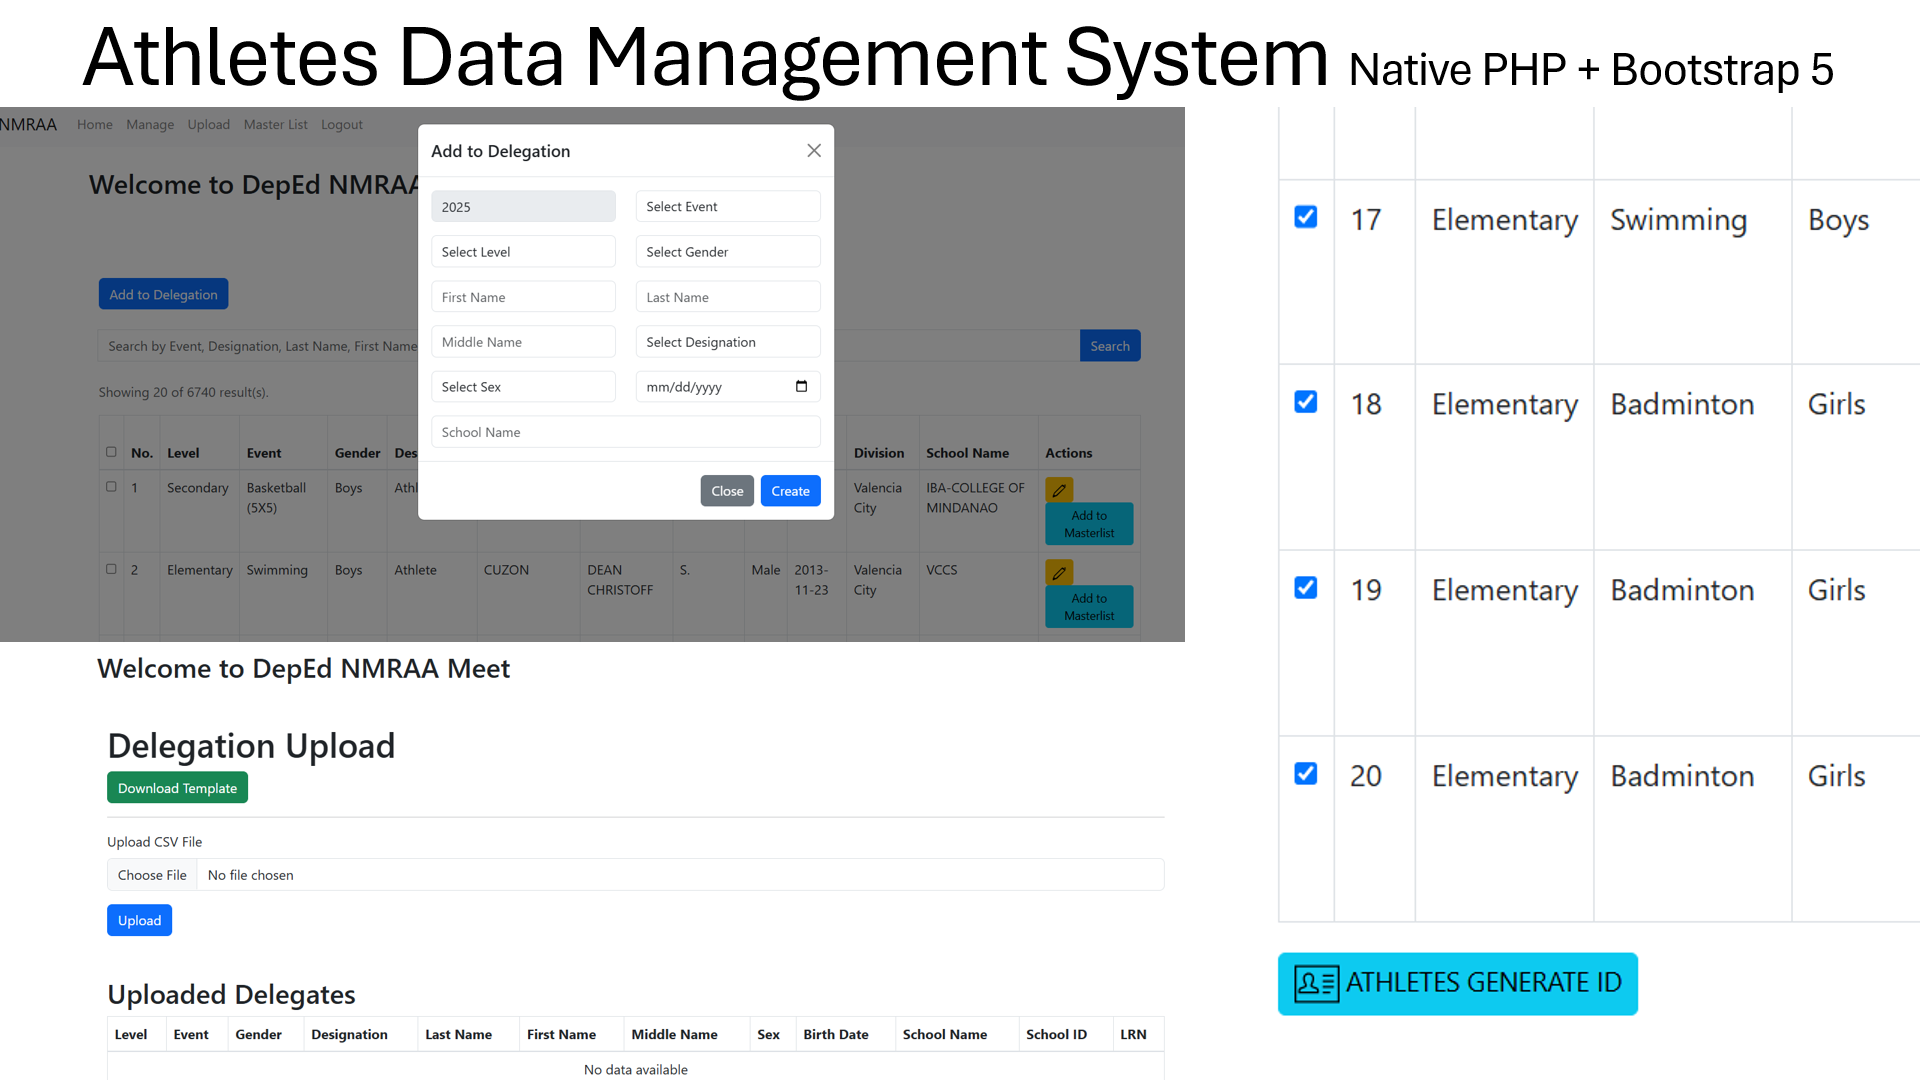 Athletes Data Management System Native PHP + Bootstrap 5
NMRAA Home Manage Upload Master List Logout
Welcome to DepEd NMRAA
Add to Delegation
Search by Event, Designation, Last Name, First Name
Search
Showing 20 of 6740 result(s).
No. Level Event Gender Des Division School Name Actions
1 Secondary Basketball (5X5) Boys Athl Valencia City IBA-COLLEGE OF MINDANAO Add to Masterlist
2 Elementary Swimming Boys Athlete CUZON DEAN CHRISTOFF S. Male 2013-11-23 Valencia City VCCS Add to Masterlist
Add to Delegation
2025 Select Event
Select Level Select Gender
First Name Last Name
Middle Name Select Designation
Select Sex mm/dd/yyyy
School Name
Close Create
Welcome to DepEd NMRAA Meet
Delegation Upload
Download Template
Upload CSV File
Choose File No file chosen
Upload
Uploaded Delegates
Level Event Gender Designation Last Name First Name Middle Name Sex Birth Date School Name School ID LRN
No data available
17 Elementary Swimming Boys
18 Elementary Badminton Girls
19 Elementary Badminton Girls
20 Elementary Badminton Girls
ATHLETES GENERATE ID